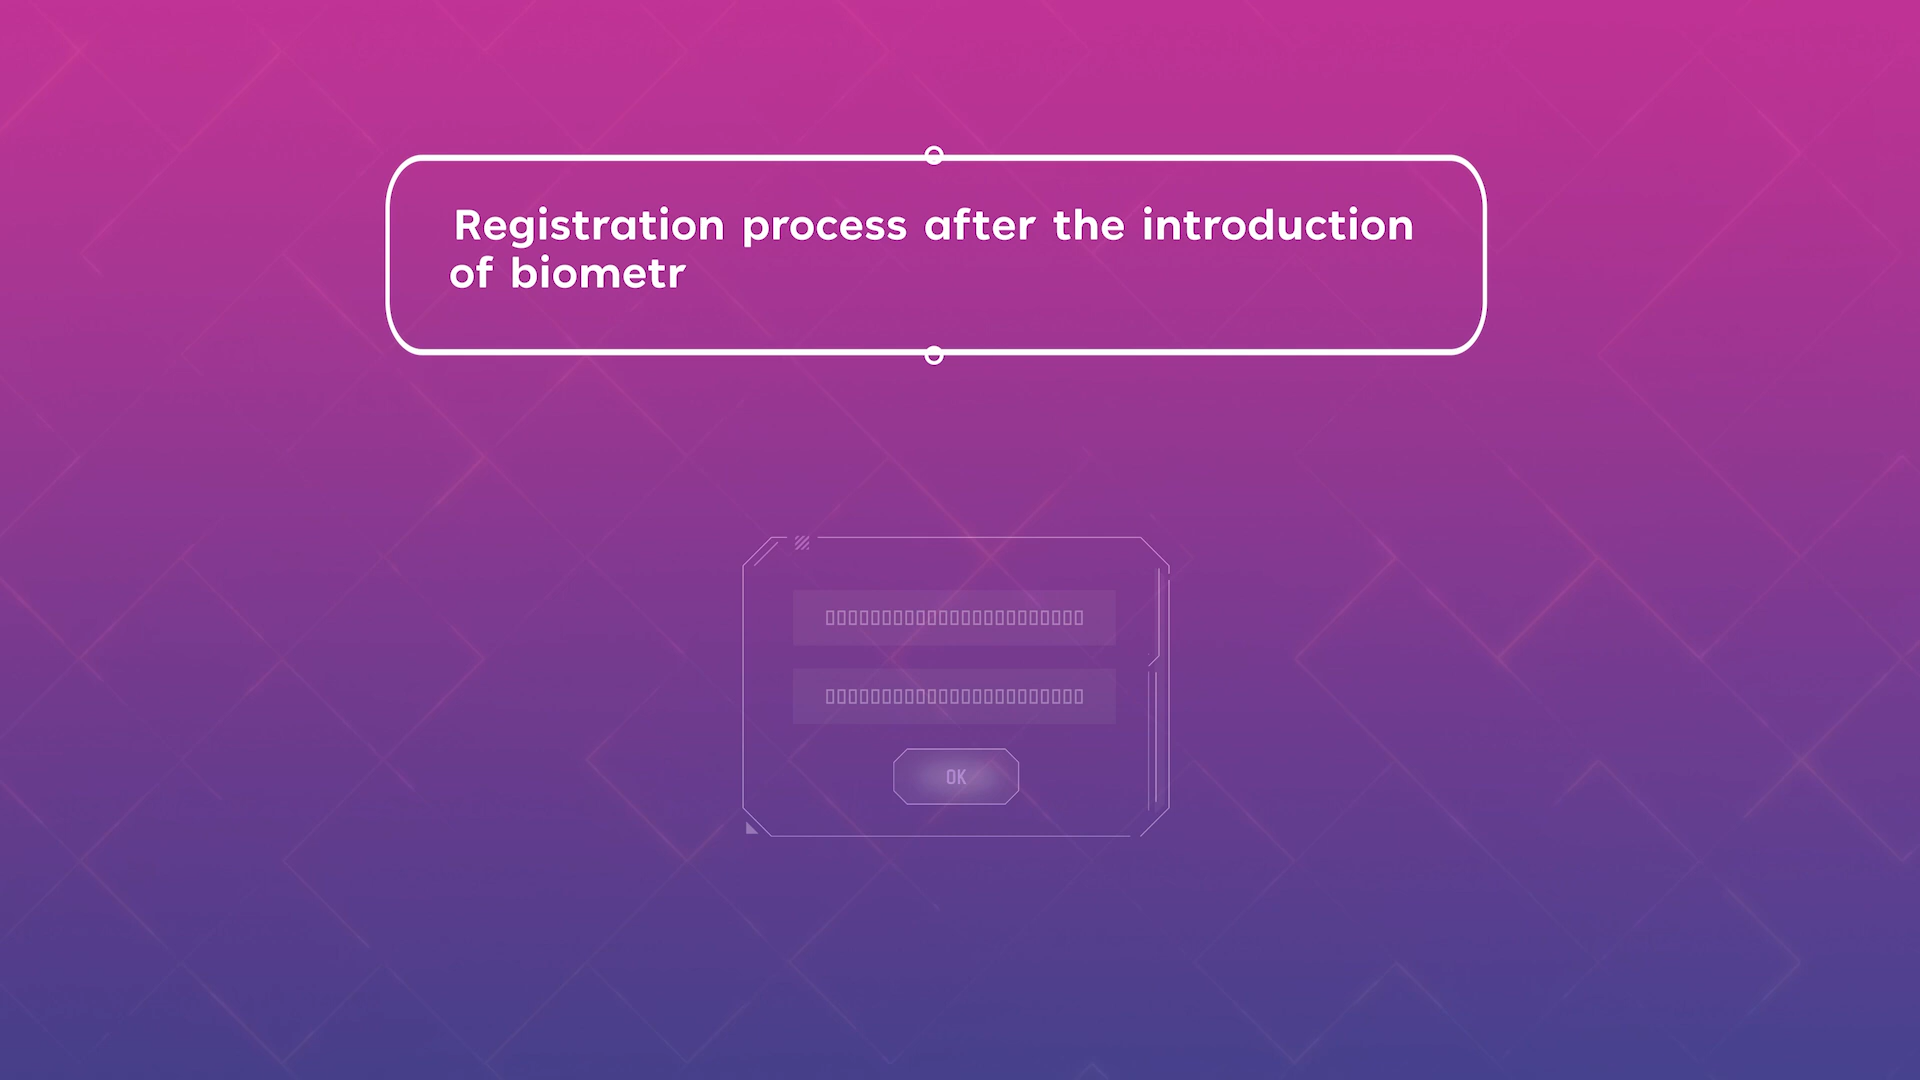 Registration process after the introduction
of biometr
OK